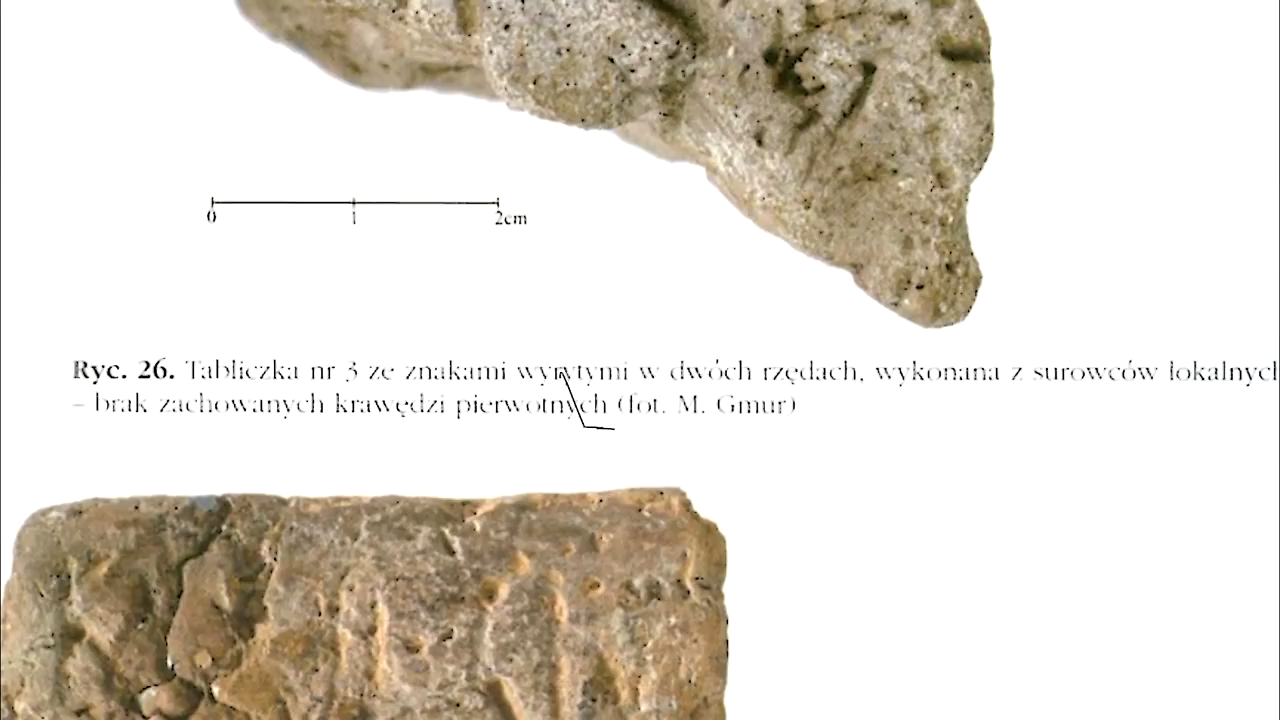 0 1 2cm
Ryc. 26. Tabliczka nr 3 ze znakami wyrytymi w dwóch rzędach, wykonana z surowców lokalnych
– brak zachowanych krawędzi pierwotnych (fot. M. Gmur)